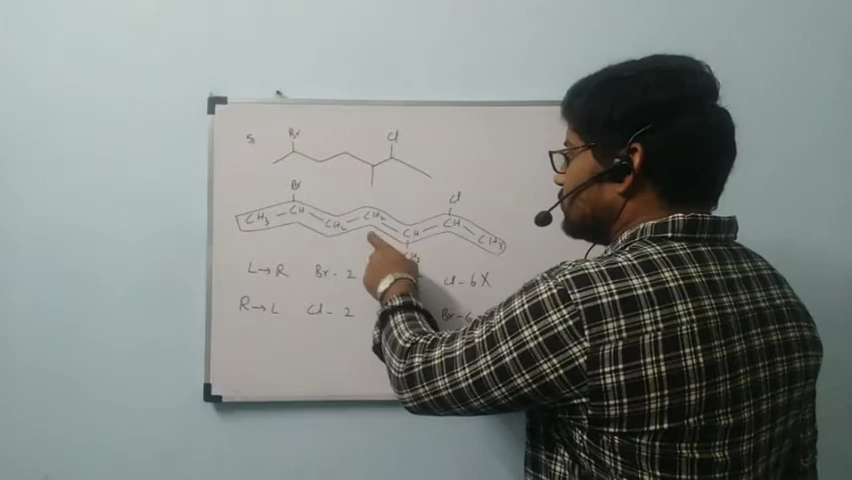 5)
Br Cl
Br Cl
CH₃ - CH - CH₂ - CH₂ - CH - CH - CH₃
L→R Br - 2 Cl - 6 X
R→L Cl - 2 Br - 6